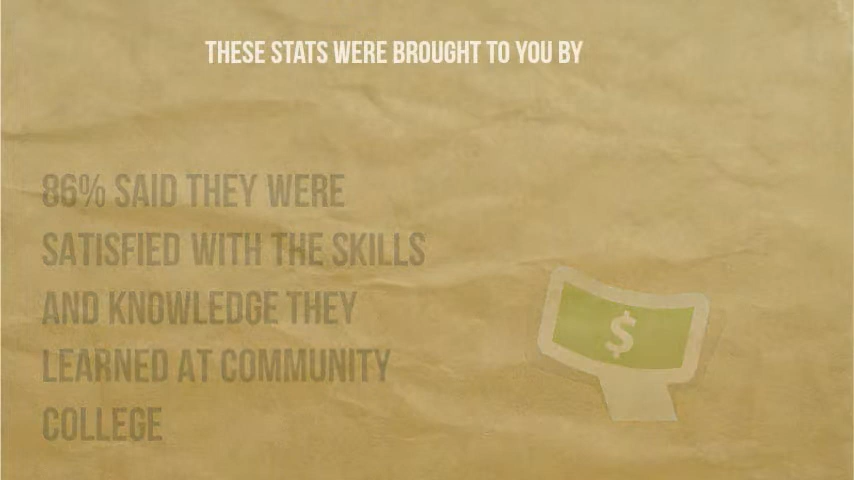 THESE STATS WERE BROUGHT TO YOU BY
86% SAID THEY WERE
SATISFIED WITH THE SKILLS
AND KNOWLEDGE THEY
LEARNED AT COMMUNITY
COLLEGE
$